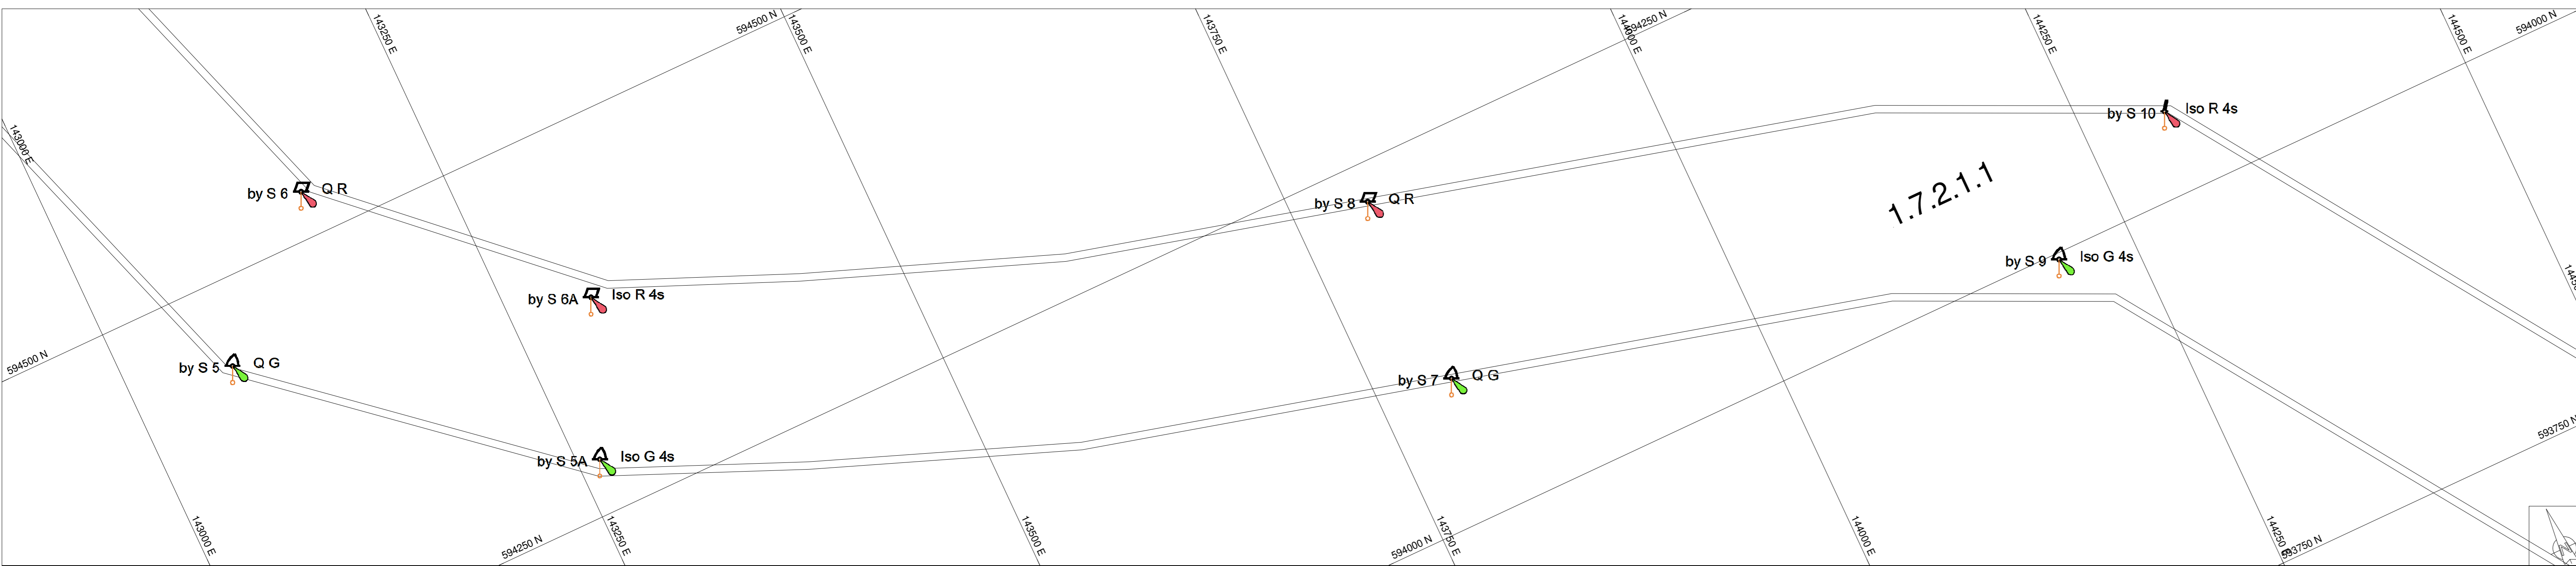 143250 E
594500 N
143500 E
143750 E
144000 E
594250 N
144250 E
144500 E
594000 N
143000 E
by S 6 Q R
by S 8 Q R
by S 10 Iso R 4s
1.7.2.1.1
by S 9 Iso G 4s
by S 6A Iso R 4s
594500 N
by S 5 Q G
by S 7 Q G
by S 5A Iso G 4s
593750 N
143000 E
143250 E
143500 E
143750 E
144000 E
144250
594250 N
594000 N
593750 N